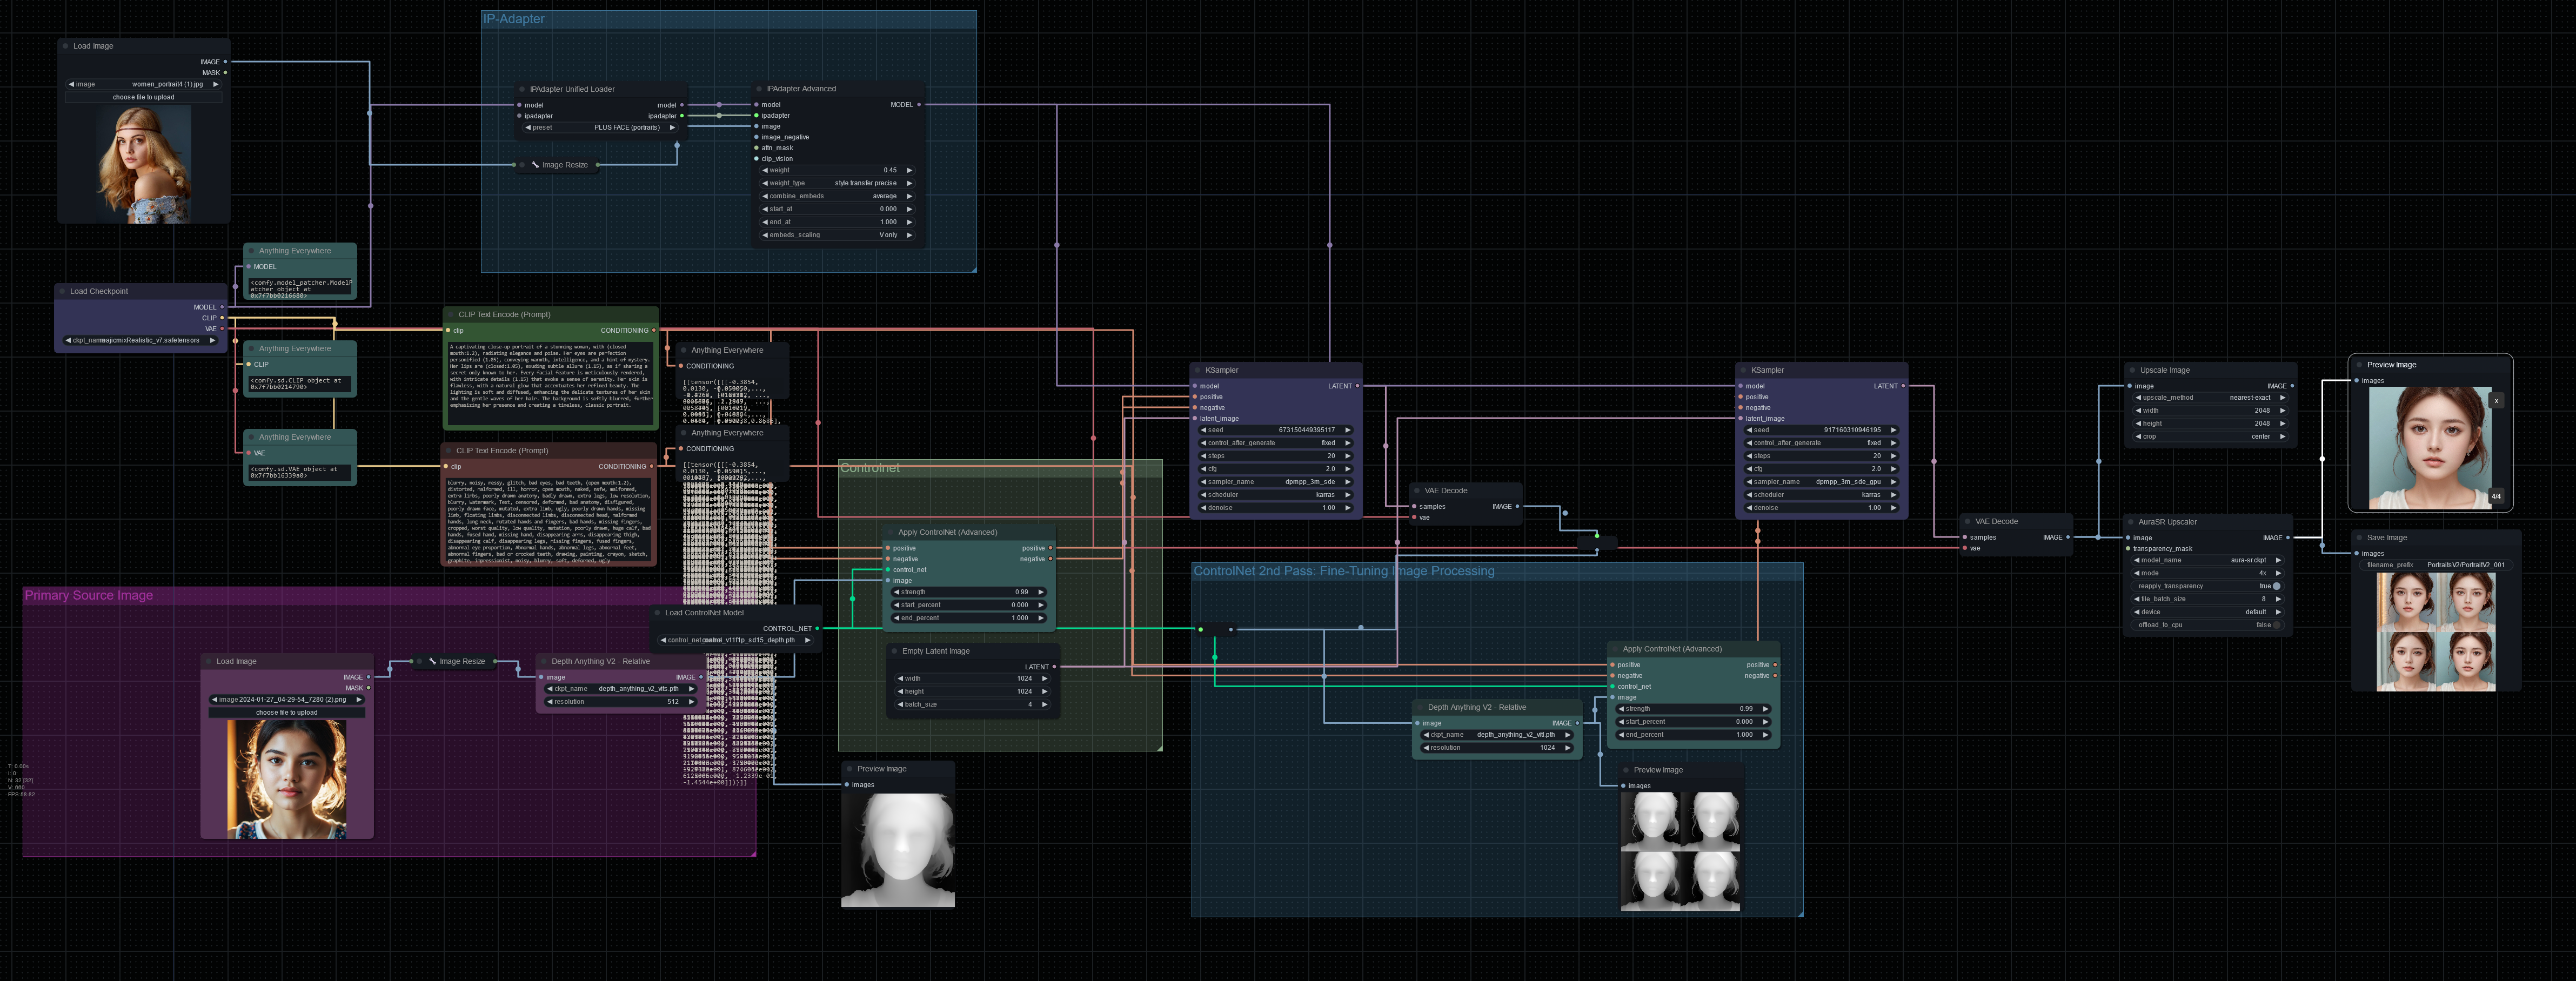 IP-Adapter
Load Image
IMAGE
MASK
image women_portrait4 (1).jpg
choose file to upload
IPAdapter Unified Loader
model model
ipadapter ipadapter
preset PLUS FACE (portraits)
Image Resize
IPAdapter Advanced
model MODEL
ipadapter
image
image_negative
attn_mask
clip_vision
weight 0.45
weight_type style transfer precise
combine_embeds average
start_at 0.000
end_at 1.000
embeds_scaling V only
Anything Everywhere
MODEL
<comfy.model_patcher.ModelP
atcher object at
0x7f7bb0216680>
Load Checkpoint
MODEL
CLIP
VAE
majicmixRealistic_v7.safetensors
Anything Everywhere
CLIP
<comfy.sd.CLIP object at
0x7f7bb0214790>
Anything Everywhere
VAE
<comfy.sd.VAE object at
0x7f7bb16339a0>
CLIP Text Encode (Prompt)
clip CONDITIONING
A captivating close-up portrait of a stunning woman, with (closed
mouth:1.2), radiating elegance and poise. Her eyes are perfection
personified (1.05), conveying warmth, intelligence, and a hint of mystery.
Her lips are (closed:1.05), exuding subtle allure (1.15), as if sharing a
secret only known to her. Every facial feature is meticulously rendered,
with intricate details (1.15) that evoke a sense of serenity. Her skin is
flawless, with a natural glow that accentuates her refined beauty. The
lighting is soft and diffused, enhancing the delicate textures of her skin
and the gentle waves of her hair. The background is softly blurred, further
emphasizing her presence and creating a timeless, classic portrait.
CLIP Text Encode (Prompt)
clip CONDITIONING
blurry, noisy, messy, glitch, bad eyes, bad teeth, (open mouth:1.2),
distorted, malformed, ill, horror, open mouth, naked, nsfw, malformed,
extra limbs, poorly drawn anatomy, badly drawn, extra legs, low resolution,
blurry, Watermark, Text, censored, deformed, bad anatomy, disfigured,
poorly drawn face, mutated, extra limb, ugly, poorly drawn hands, missing
limb, floating limbs, disconnected limbs, disconnected head, malformed
hands, long neck, mutated hands and fingers, bad hands, missing fingers,
cropped, worst quality, low quality, mutation, poorly drawn, huge calf, bad
hands, fused hand, missing hand, disappearing arms, disappearing thigh,
disappearing calf, disappearing legs, missing fingers, fused fingers,
abnormal eye proportion, Abnormal hands, abnormal legs, abnormal feet,
abnormal fingers, bad or crooked teeth, drawing, painting, crayon, sketch,
graphite, impressionist, noisy, blurry, soft, deformed, ugly
Anything Everywhere
CONDITIONING
[[tensor([[[-0.3854,
Anything Everywhere
CONDITIONING
[[tensor([[[-0.3854,
Controlnet
Apply ControlNet (Advanced)
positive positive
negative negative
control_net
image
strength 0.99
start_percent 0.000
end_percent 1.000
Empty Latent Image
LATENT
width 1024
height 1024
batch_size 4
Primary Source Image
Load ControlNet Model
CONTROL_NET
Load Image
IMAGE
MASK
image 2024-01-27_04-29-54_7280 (2).png
choose file to upload
Image Resize
Depth Anything V2 - Relative
image IMAGE
ckpt_name depth_anything_v2_vits.pth
resolution 512
T: 0.00s
I: 0
N: 32 [32]
Preview Image
images
KSampler
model LATENT
positive
negative
latent_image
seed 673150449395117
control_after_generate fixed
steps 20
cfg 2.0
sampler_name dpmpp_3m_sde
scheduler karras
denoise 1.00
VAE Decode
samples IMAGE
vae
KSampler
model LATENT
positive
negative
latent_image
seed 917160310946195
control_after_generate fixed
steps 20
cfg 2.0
sampler_name dpmpp_3m_sde_gpu
scheduler karras
denoise 1.00
ControlNet 2nd Pass: Fine-Tuning Image Processing
Apply ControlNet (Advanced)
positive positive
negative negative
control_net
image
strength 0.99
start_percent 0.000
end_percent 1.000
Depth Anything V2 - Relative
image IMAGE
ckpt_name depth_anything_v2_vitl.pth
resolution 1024
Preview Image
images
VAE Decode
samples IMAGE
vae
Upscale Image
image IMAGE
upscale_method nearest-exact
width 2048
height 2048
crop center
AuraSR Upscaler
image IMAGE
transparency_mask
model_name aura-sr.ckpt
mode 4x
reapply_transparency true
tile_batch_size 8
device default
offload_to_cpu false
Preview Image
images
x
4/4
Save Image
images
filename_prefix PortraitsV2/PortraitV2_001